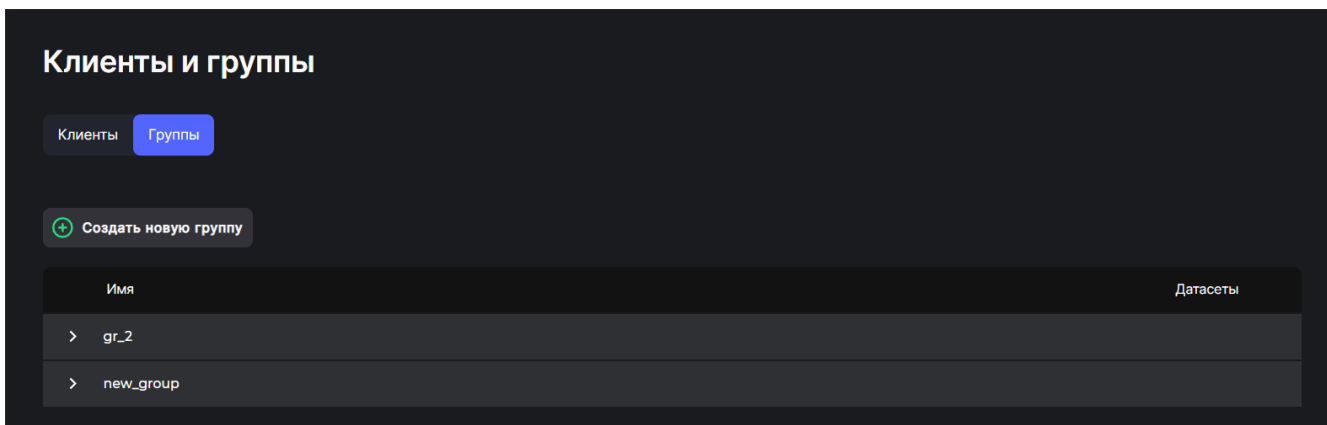 Клиенты и группы
Клиенты Группы
Создать новую группу
Имя Датасеты
gr_2
new_group